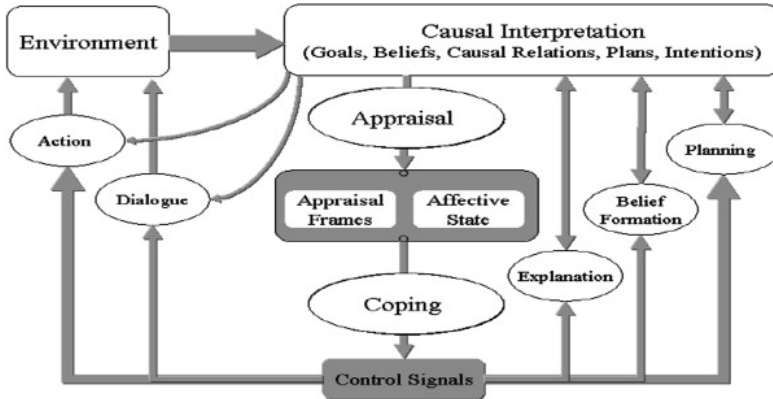 Environment
Causal Interpretation
(Goals, Beliefs, Causal Relations, Plans, Intentions)
Action
Appraisal
Planning
Dialogue
Appraisal
Frames
Affective
State
Belief
Formation
Explanation
Coping
Control Signals